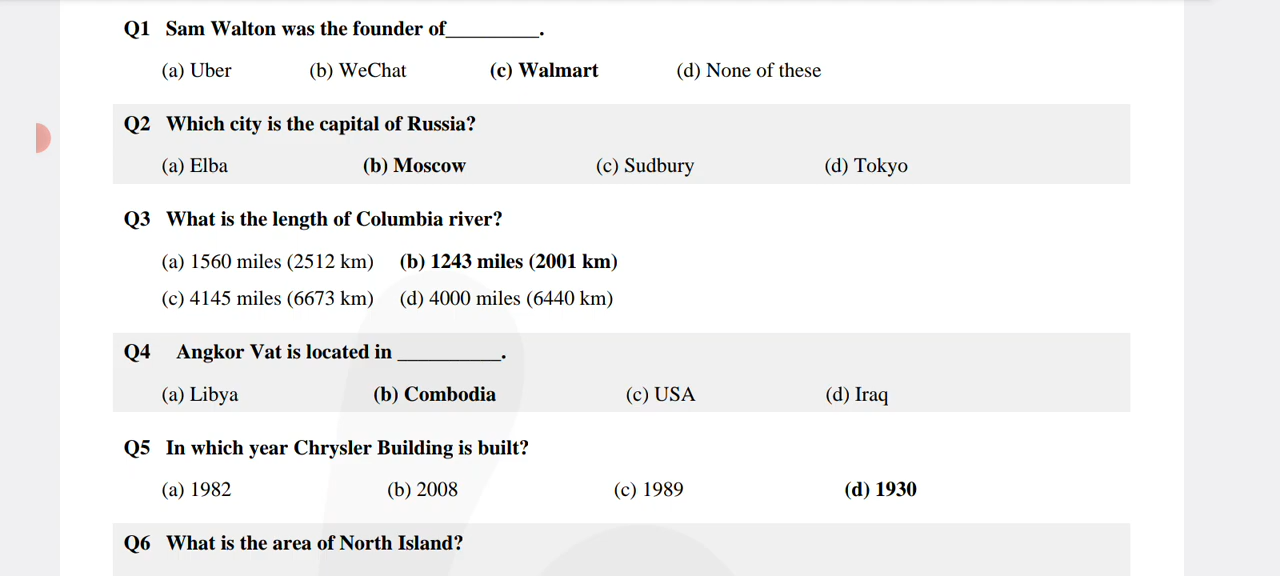 Q1 Sam Walton was the founder of_________.
(a) Uber (b) WeChat (c) Walmart (d) None of these
Q2 Which city is the capital of Russia?
(a) Elba (b) Moscow (c) Sudbury (d) Tokyo
Q3 What is the length of Columbia river?
(a) 1560 miles (2512 km) (b) 1243 miles (2001 km)
(c) 4145 miles (6673 km) (d) 4000 miles (6440 km)
Q4 Angkor Vat is located in __________.
(a) Libya (b) Combodia (c) USA (d) Iraq
Q5 In which year Chrysler Building is built?
(a) 1982 (b) 2008 (c) 1989 (d) 1930
Q6 What is the area of North Island?